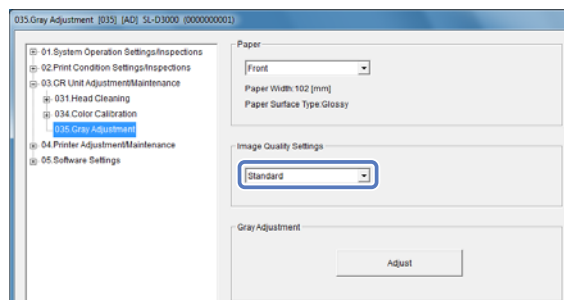 035.Gray Adjustment [035] [AD] SL-D3000 (0000000001)
01.System Operation Settings/Inspections
02.Print Condition Settings/Inspections
03.CR Unit Adjustment/Maintenance
031.Head Cleaning
034.Color Calibration
035.Gray Adjustment
04.Printer Adjustment/Maintenance
05.Software Settings
Paper
Front
Paper Width:102 [mm]
Paper Surface Type:Glossy
Image Quality Settings
Standard
Gray Adjustment
Adjust